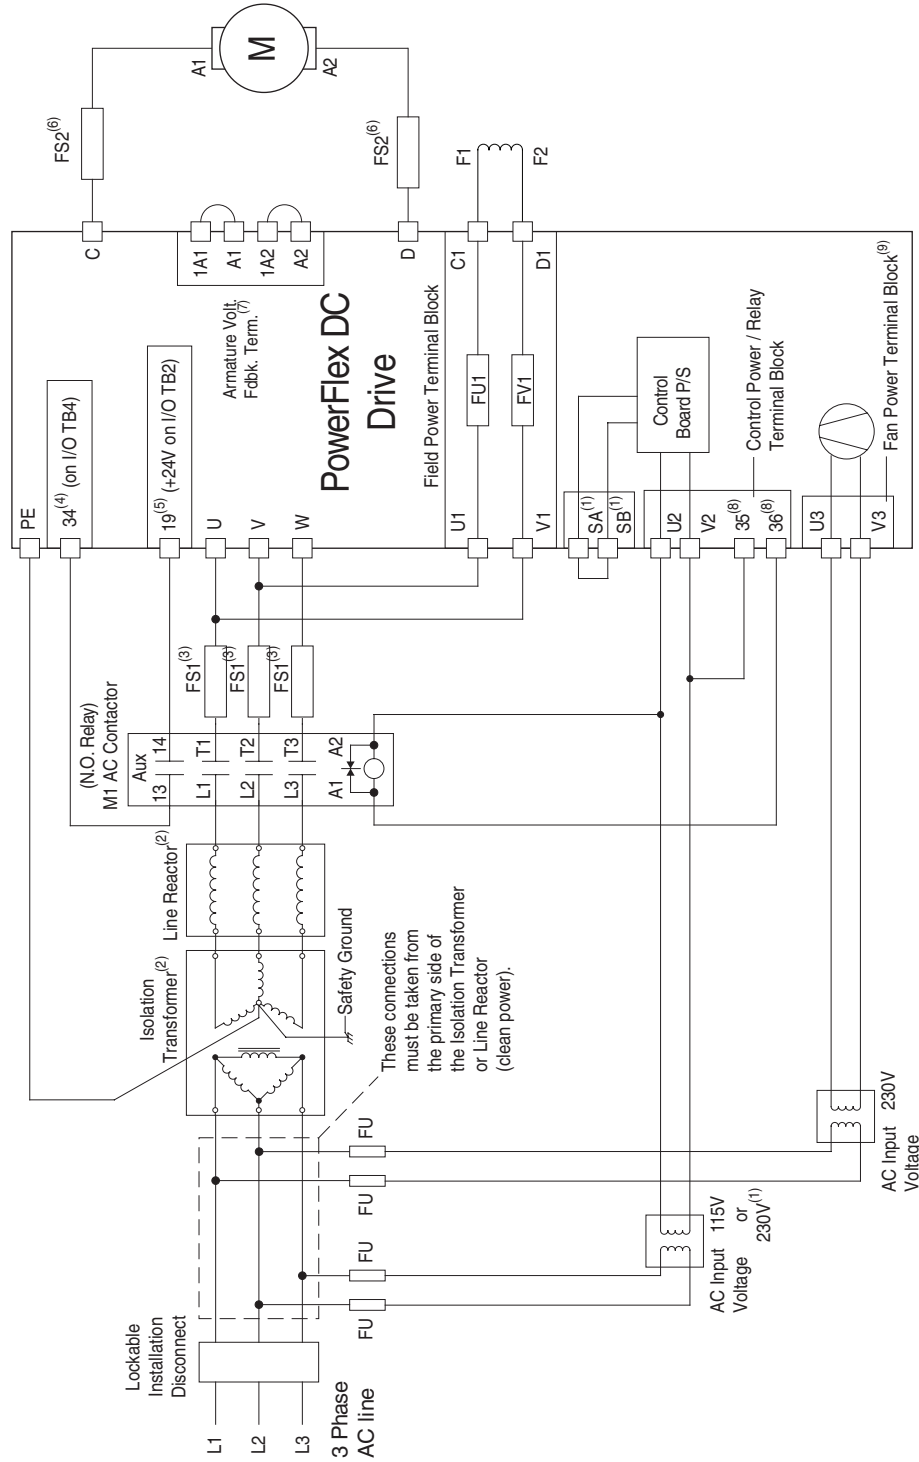 Lockable
Installation
Disconnect
L1
L2
L3
3 Phase
AC line
FU
FU
FU
FU
Isolation
Transformer(2)
Safety Ground
These connections
must be taken from
the primary side of
the Isolation Transformer
or Line Reactor
(clean power).
AC Input
Voltage
115V
or
230V(1)
AC Input
Voltage
230V
Line Reactor(2)
(N.O. Relay)
M1 AC Contactor
Aux
13
14
L1
T1
L2
T2
L3
T3
A1
A2
FS1(3)
FS1(3)
FS1(3)
PE
34(4) (on I/O TB4)
19(5) (+24V on I/O TB2)
U
V
W
PowerFlex DC
Drive
Armature Volt.
Fdbk. Term.(7)
1A1
A1
1A2
A2
C
D
FS2(6)
FS2(6)
A1
M
A2
Field Power Terminal Block
U1
V1
FU1
FV1
C1
D1
F1
F2
SA(1)
SB(1)
U2
V2
35(8)
36(8)
Control
Board P/S
Control Power / Relay
Terminal Block
U3
V3
Fan Power Terminal Block(9)